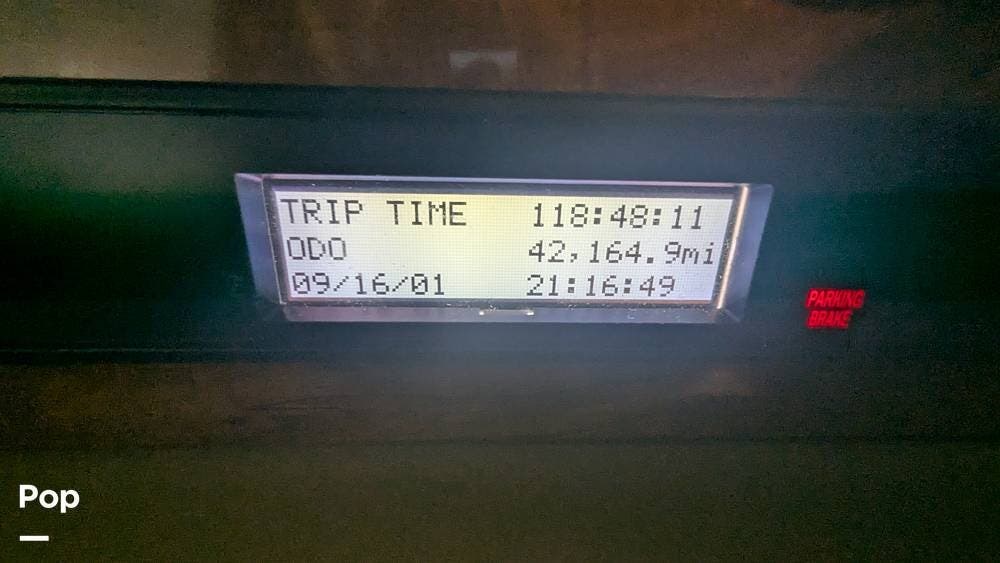 TRIP TIME 118:48:11
ODO 42,164.9mi
09/16/01 21:16:49
PARKING
BRAKE
Pop